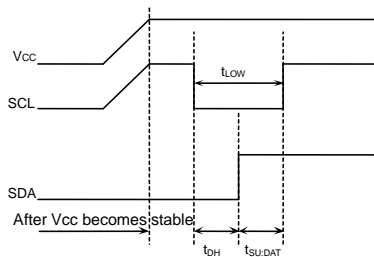 VCC
tLOW
SCL
SDA
After Vcc becomes stable
tDH
tSU:DAT